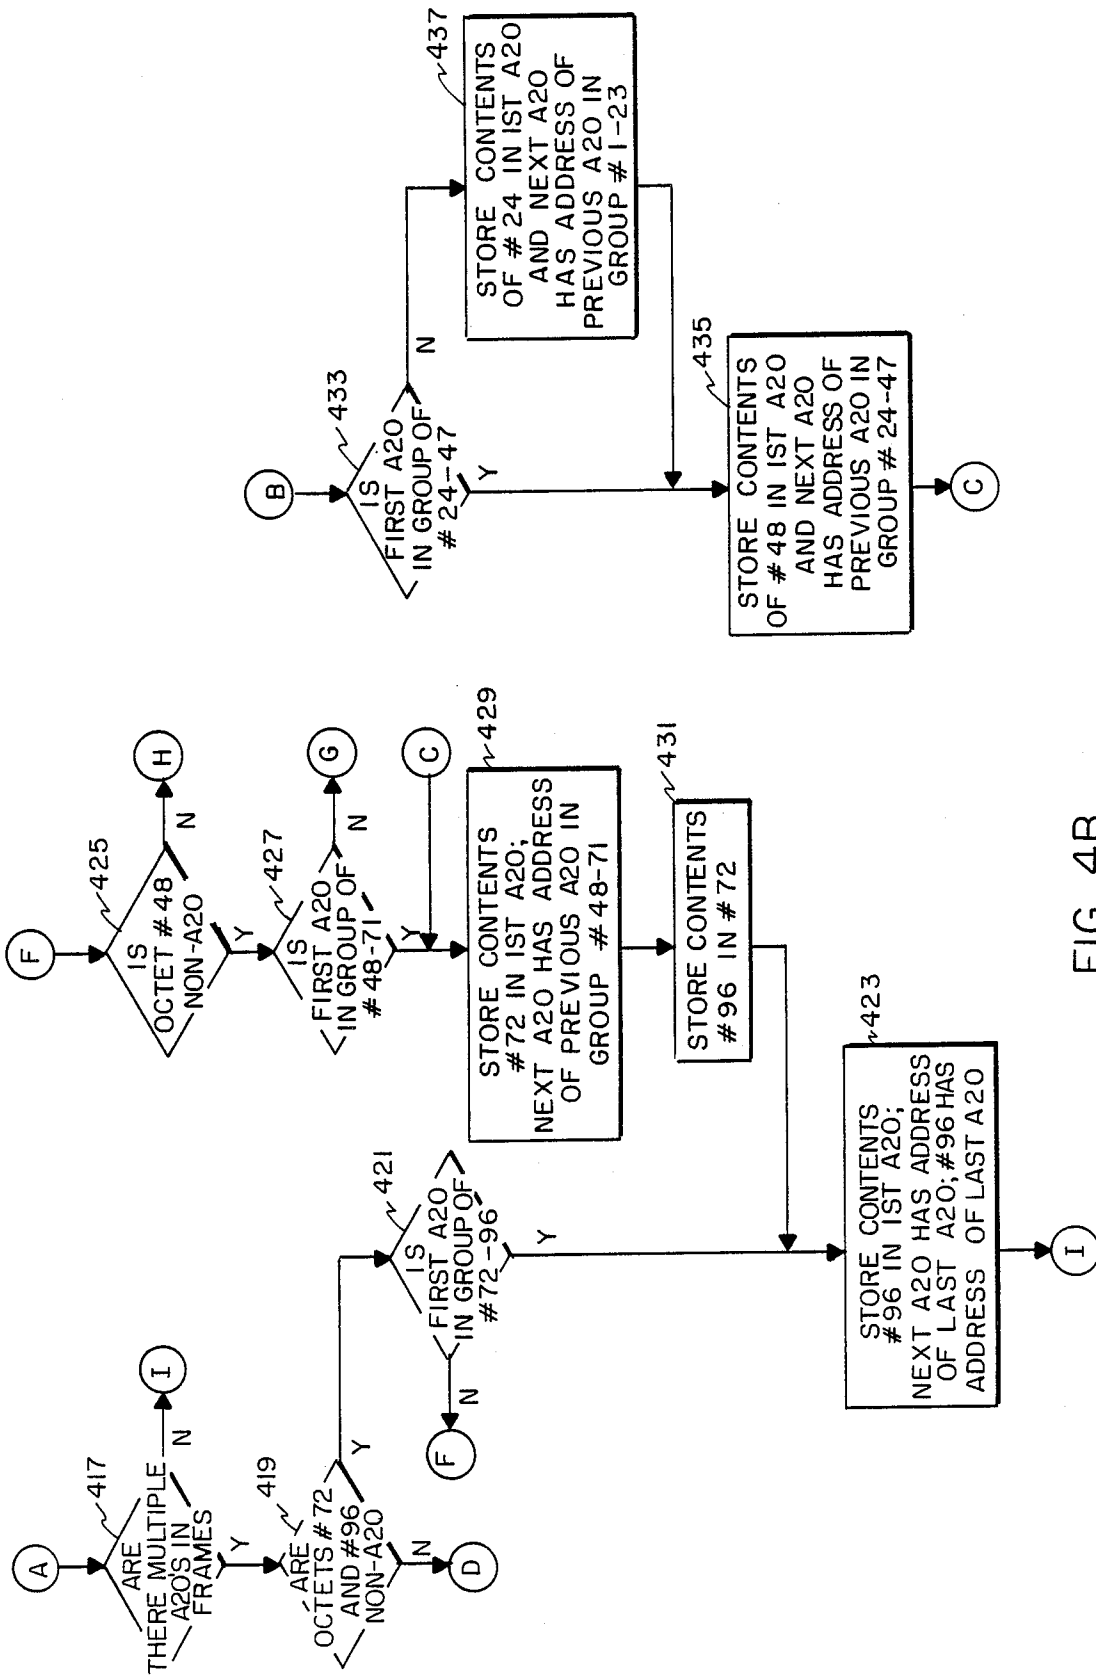 A
417
ARE
THERE MULTIPLE
A20'S IN
FRAMES
N
I
Y
419
ARE
OCTETS #72
AND #96
NON-A20
Y
N
D
421
IS
FIRST A20
IN GROUP OF
#72-96
N
F
Y
F
425
IS
OCTET #48
NON-A20
N
H
Y
427
IS
FIRST A20
IN GROUP OF
#48-71
N
G
Y
C
429
STORE CONTENTS
#72 IN IST A20;
NEXT A20 HAS ADDRESS
OF PREVIOUS A20 IN
GROUP #48-71
431
STORE CONTENTS
#96 IN #72
423
STORE CONTENTS
#96 IN IST A20;
NEXT A20 HAS ADDRESS
OF LAST A20; #96 HAS
ADDRESS OF LAST A20
I
B
433
IS
FIRST A20
IN GROUP OF
#24-47
N
Y
437
STORE CONTENTS
OF #24 IN IST A20
AND NEXT A20
HAS ADDRESS OF
PREVIOUS A20 IN
GROUP #1-23
435
STORE CONTENTS
OF #48 IN IST A20
AND NEXT A20
HAS ADDRESS OF
PREVIOUS A20 IN
GROUP #24-47
C
FIG. 4B